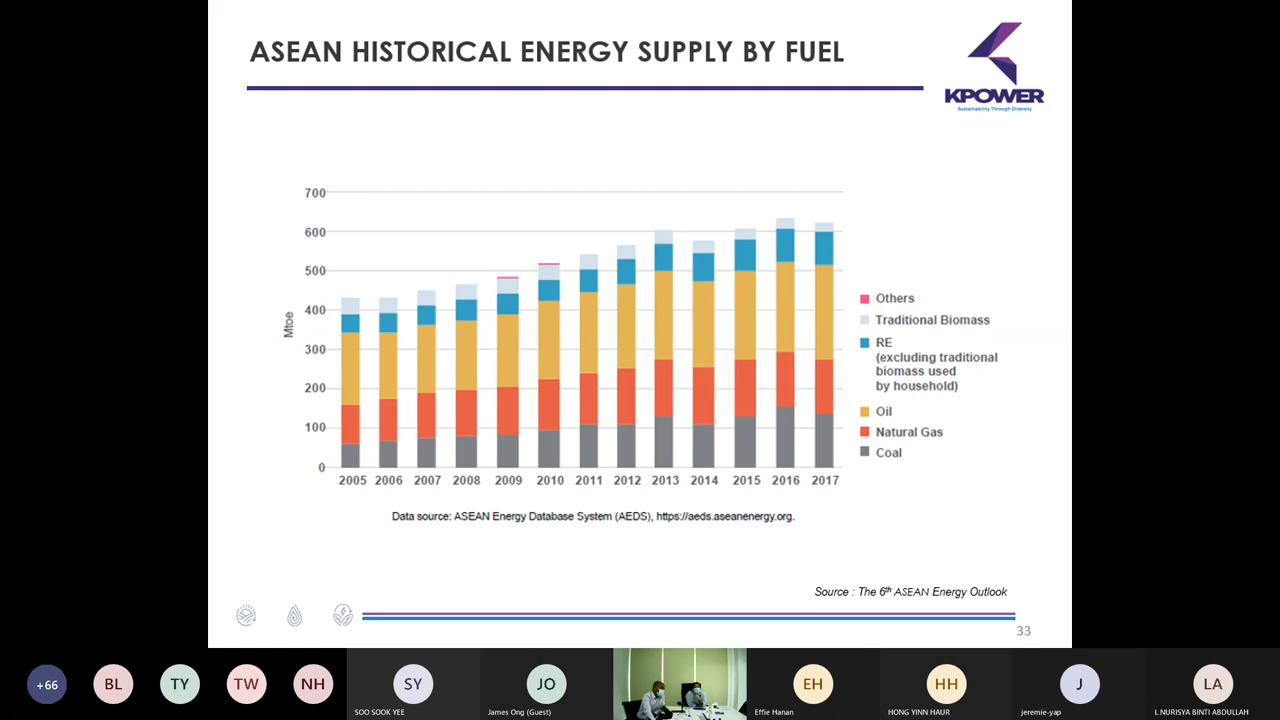 ASEAN HISTORICAL ENERGY SUPPLY BY FUEL
KPOWER
Sustainability Through Diversity
700
600
500
400
300
200
100
0
Mtoe
2005 2006 2007 2008 2009 2010 2011 2012 2013 2014 2015 2016 2017
Others
Traditional Biomass
RE
(excluding traditional
biomass used
by household)
Oil
Natural Gas
Coal
Data source: ASEAN Energy Database System (AEDS), https://aeds.aseanenergy.org.
Source : The 6th ASEAN Energy Outlook
33
+66 BL TY TW NH SY JO EH HH J LA
SOO SOOK YEE James Ong (Guest) Effie Hanan HONG YINN HAUR jeremie-yap L NURISYA BINTI ABDULLAH